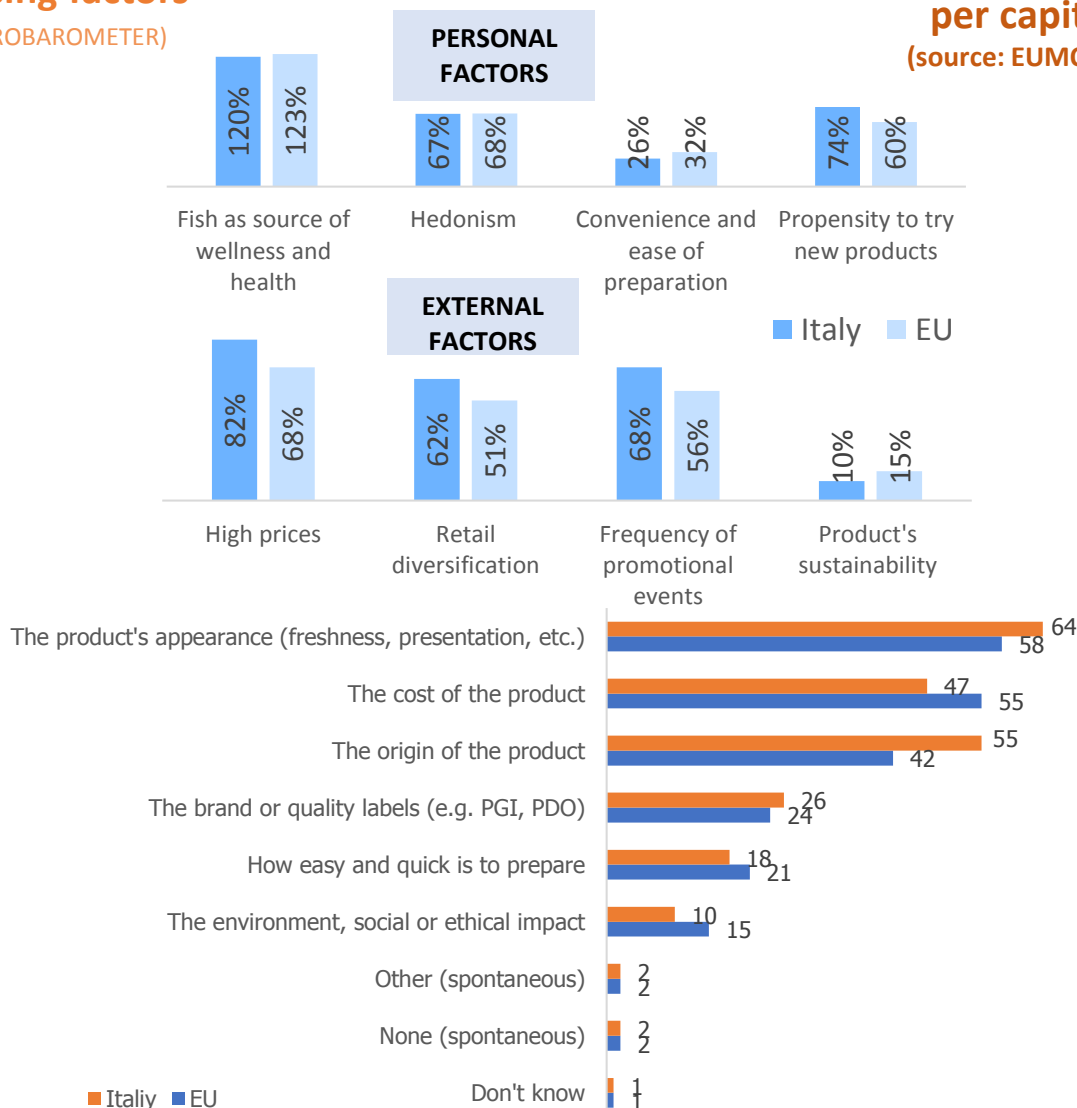 ing factors
ROBAROMETER)
per capit
(source: EUMO
PERSONAL
FACTORS
120%
123%
67%
68%
26%
32%
74%
60%
Fish as source of
wellness and
health
Hedonism
Convenience and
ease of
preparation
Propensity to try
new products
EXTERNAL
FACTORS
Italy
EU
82%
68%
62%
51%
68%
56%
10%
15%
High prices
Retail
diversification
Frequency of
promotional
events
Product's
sustainability
The product's appearance (freshness, presentation, etc.)
64
58
The cost of the product
47
55
The origin of the product
55
42
The brand or quality labels (e.g. PGI, PDO)
26
24
How easy and quick is to prepare
18
21
The environment, social or ethical impact
10
15
Other (spontaneous)
2
2
None (spontaneous)
2
2
Don't know
1
1
Italiy
EU